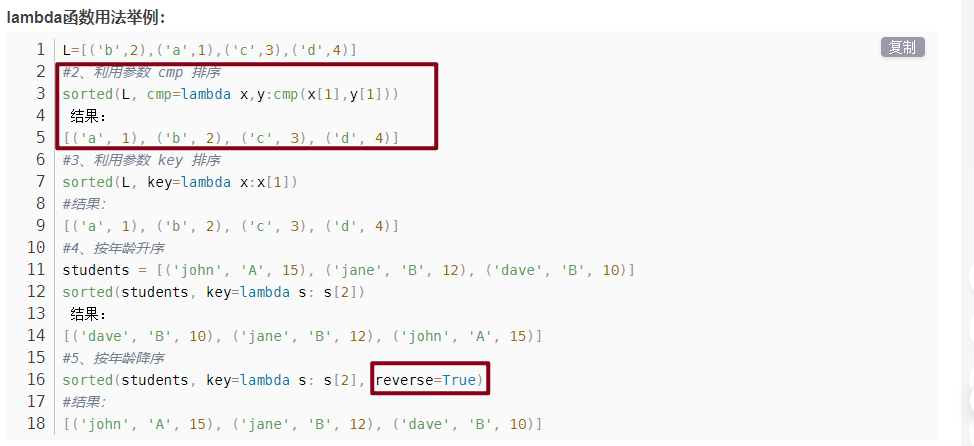 lambda函数用法举例：
复制
1 L=[('b',2),('a',1),('c',3),('d',4)]
2 #2、利用参数 cmp 排序
3 sorted(L, cmp=lambda x,y:cmp(x[1],y[1]))
4 结果：
5 [('a', 1), ('b', 2), ('c', 3), ('d', 4)]
6 #3、利用参数 key 排序
7 sorted(L, key=lambda x:x[1])
8 #结果：
9 [('a', 1), ('b', 2), ('c', 3), ('d', 4)]
10 #4、按年龄升序
11 students = [('john', 'A', 15), ('jane', 'B', 12), ('dave', 'B', 10)]
12 sorted(students, key=lambda s: s[2])
13 结果：
14 [('dave', 'B', 10), ('jane', 'B', 12), ('john', 'A', 15)]
15 #5、按年龄降序
16 sorted(students, key=lambda s: s[2], reverse=True)
17 #结果：
18 [('john', 'A', 15), ('jane', 'B', 12), ('dave', 'B', 10)]